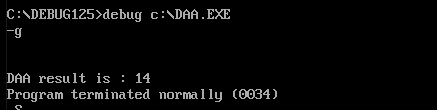 C:\DEBUG125>debug c:\DAA.EXE
-g
DAA result is : 14
Program terminated normally (0034)